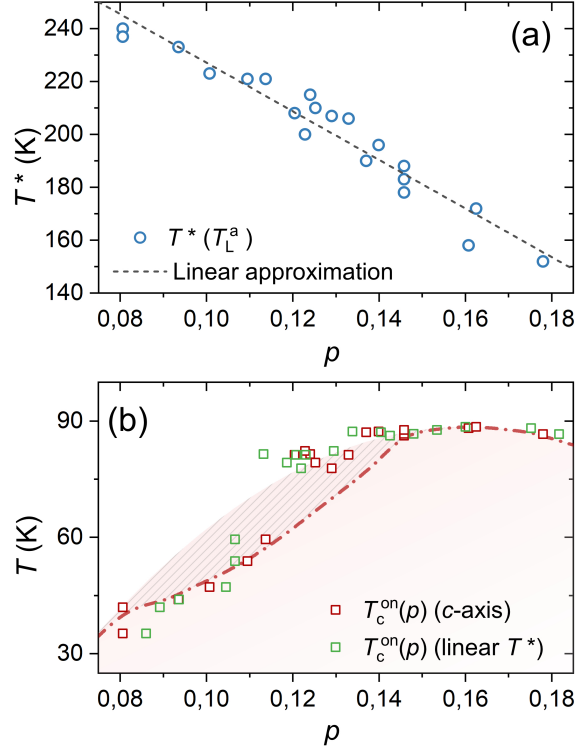 (a)
240
220
200
180
160
140
T* (K)
T* (T_L^a)
Linear approximation
0,08 0,10 0,12 0,14 0,16 0,18
p
(b)
90
60
30
T (K)
T_c^on(p) (c-axis)
T_c^on(p) (linear T*)
0,08 0,10 0,12 0,14 0,16 0,18
p